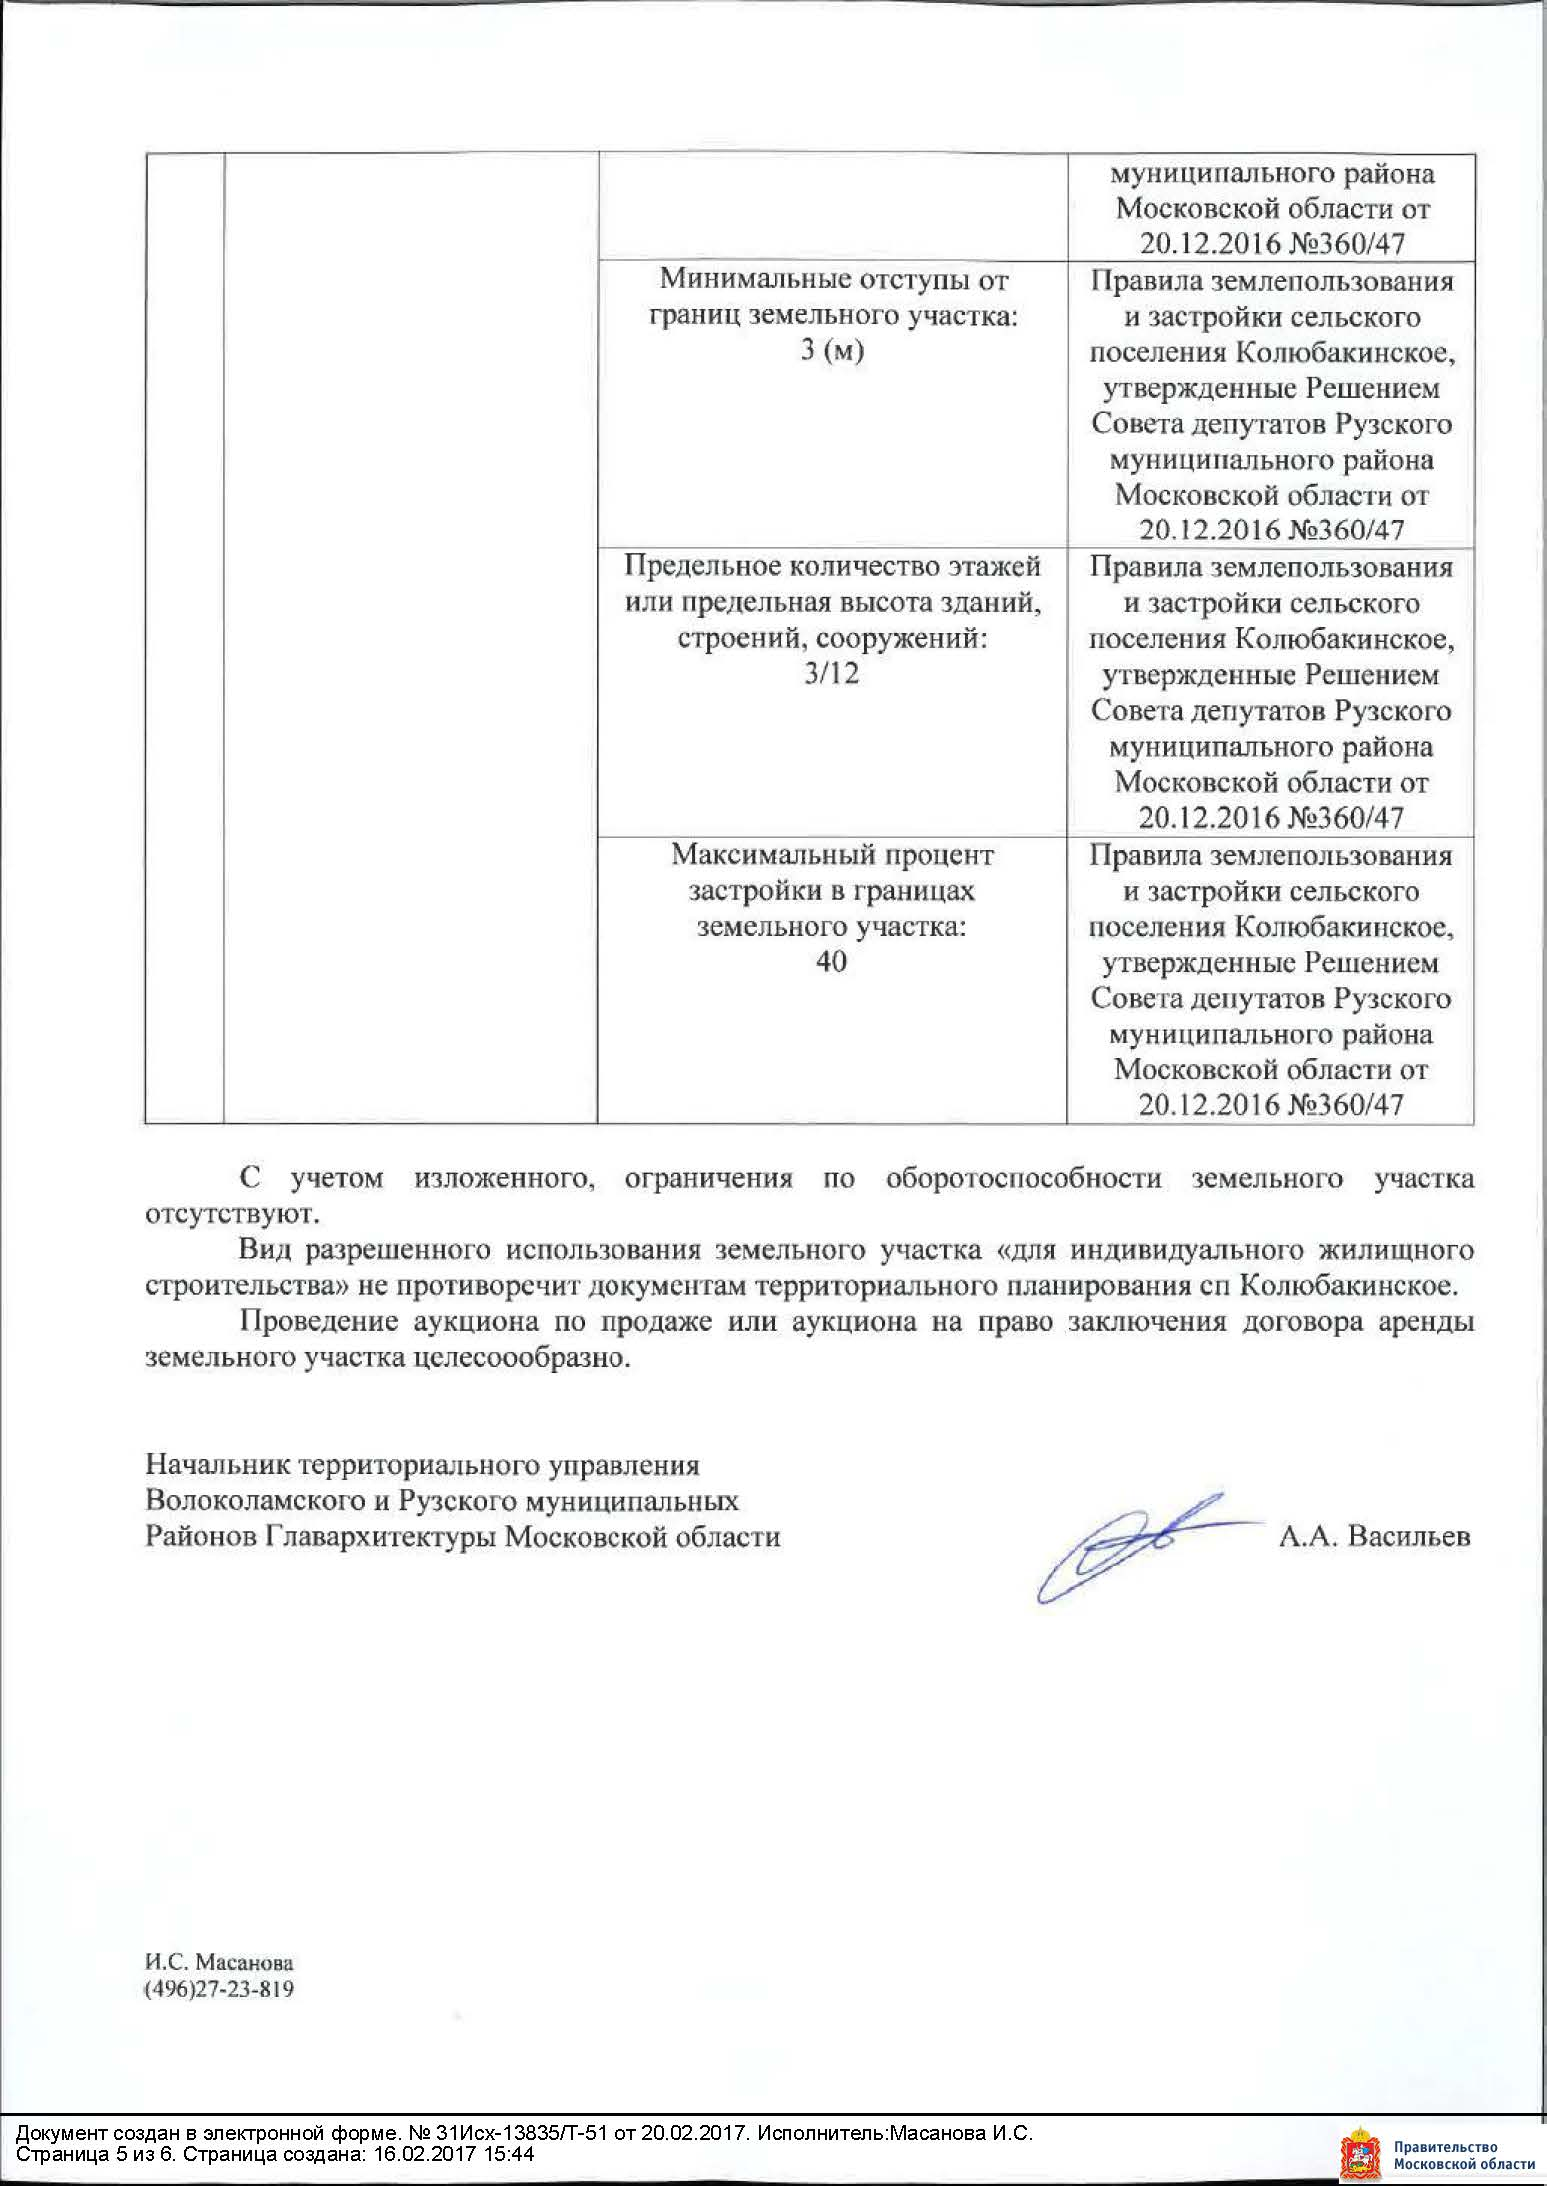 муниципального района
Московской области от
20.12.2016 №360/47
Минимальные отступы от
границ земельного участка:
3 (м)
Правила землепользования
и застройки сельского
поселения Колюбакинское,
утвержденные Решением
Совета депутатов Рузского
муниципального района
Московской области от
20.12.2016 №360/47
Предельное количество этажей
или предельная высота зданий,
строений, сооружений:
3/12
Правила землепользования
и застройки сельского
поселения Колюбакинское,
утвержденные Решением
Совета депутатов Рузского
муниципального района
Московской области от
20.12.2016 №360/47
Максимальный процент
застройки в границах
земельного участка:
40
Правила землепользования
и застройки сельского
поселения Колюбакинское,
утвержденные Решением
Совета депутатов Рузского
муниципального района
Московской области от
20.12.2016 №360/47
С учетом изложенного, ограничения по оборотоспособности земельного участка
отсутствуют.
Вид разрешенного использования земельного участка «для индивидуального жилищного
строительства» не противоречит документам территориального планирования сп Колюбакинское.
Проведение аукциона по продаже или аукциона на право заключения договора аренды
земельного участка целесоообразно.
Начальник территориального управления
Волоколамского и Рузского муниципальных
Районов Главархитектуры Московской области
А.А. Васильев
И.С. Масанова
(496)27-23-819
Документ создан в электронной форме. № 31Исх-13835/Т-51 от 20.02.2017. Исполнитель:Масанова И.С.
Страница 5 из 6. Страница создана: 16.02.2017 15:44
Правительство
Московской области